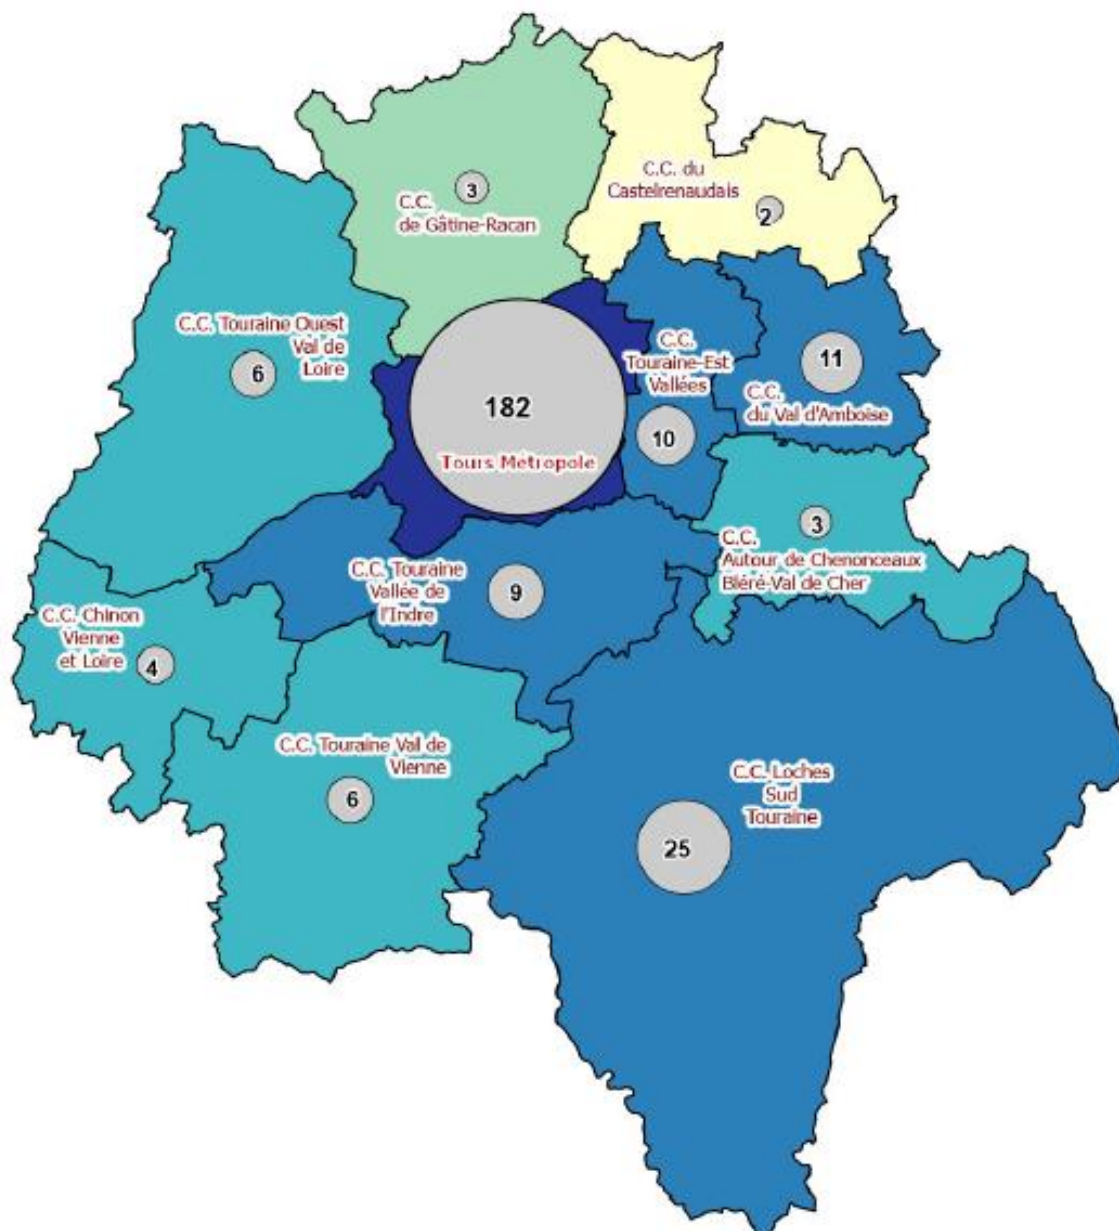 3
C.C.
de Gâtine-Racan
C.C. du
Castelrenaudais
2
C.C. Touraine Ouest
Val de
Loire
6
182
Tours Métropole
C.C.
Touraine-Est
Vallées
10
11
C.C.
du Val d'Amboise
3
C.C.
Autour de Chenonceaux
Bléré-Val de Cher
C.C. Touraine
Vallée de
l'Indre
9
C.C. Chinon
Vienne
et Loire
4
C.C. Touraine Val de
Vienne
6
C.C. Loches
Sud
Touraine
25